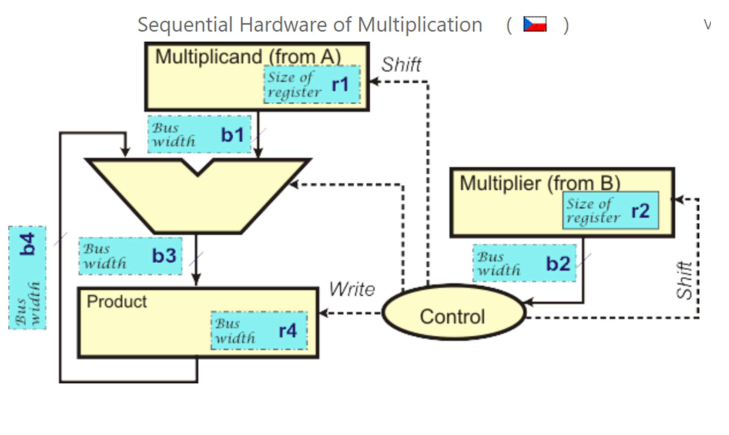 Sequential Hardware of Multiplication ( )
V
Multiplicand (from A)
Size of
register r1
Shift
Bus
width b1
Multiplier (from B)
Size of
register r2
Bus
width b4
Bus
width b3
Bus
width b2
Shift
Product
Write
Control
Bus
width r4